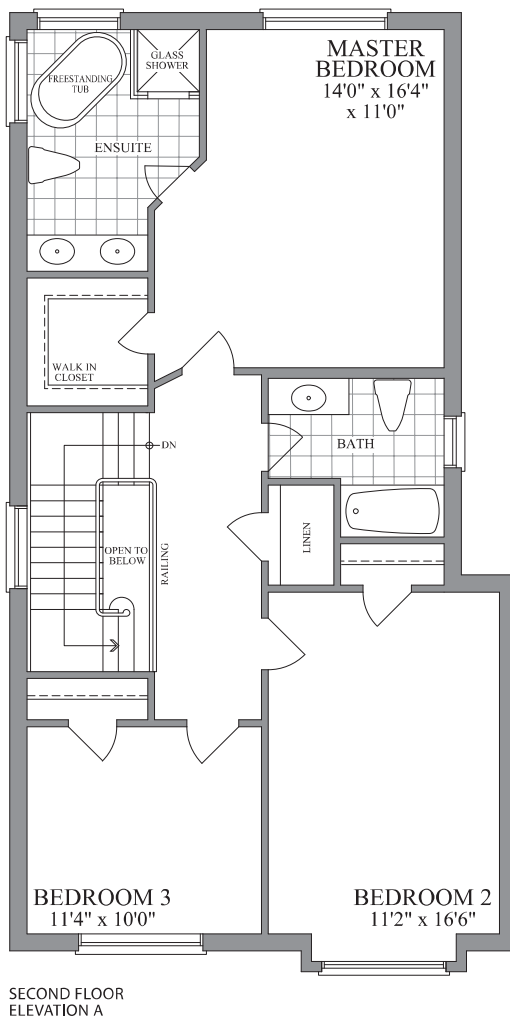 GLASS
SHOWER
FREESTANDING
TUB
ENSUITE
MASTER
BEDROOM
14'0" x 16'4"
x 11'0"
WALK IN
CLOSET
DN
BATH
OPEN TO
BELOW
RAILING
LINEN
BEDROOM 3
11'4" x 10'0"
BEDROOM 2
11'2" x 16'6"
SECOND FLOOR
ELEVATION A